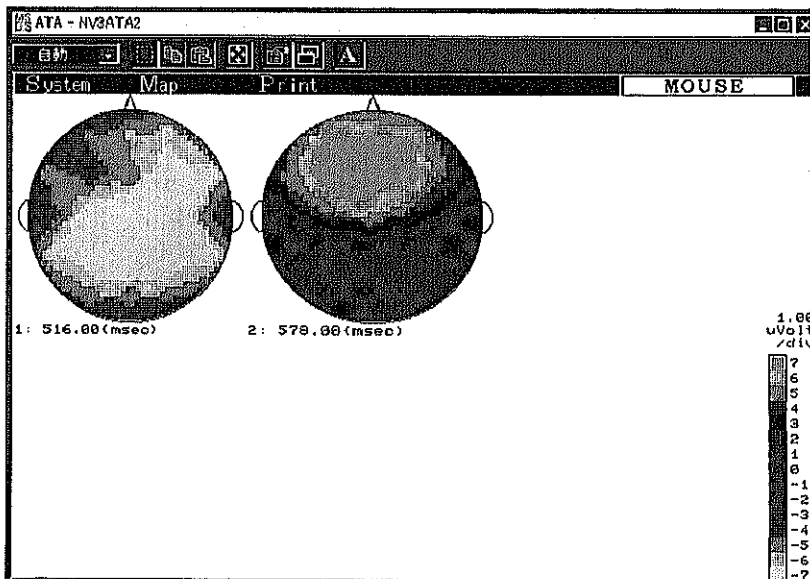 ATA - NV3ATA2
自動
A
System Map Print MOUSE
1: 516.00(msec) 2: 578.00(msec)
1.00
uVolt
/div
7
6
5
4
3
2
1
0
-1
-2
-3
-4
-5
-6
-7